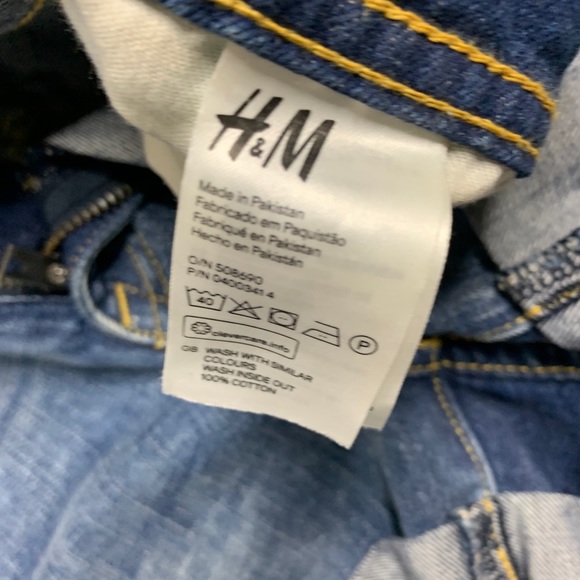 H&M
Made in Pakistan
Fabricado em Paquistão
Fabriqué en Pakistan
Hecho en Pakistán
O/N 508690
P/N 0400341 4
40 P
clevercare.info
GB WASH WITH SIMILAR
COLOURS
WASH INSIDE OUT
100% COTTON